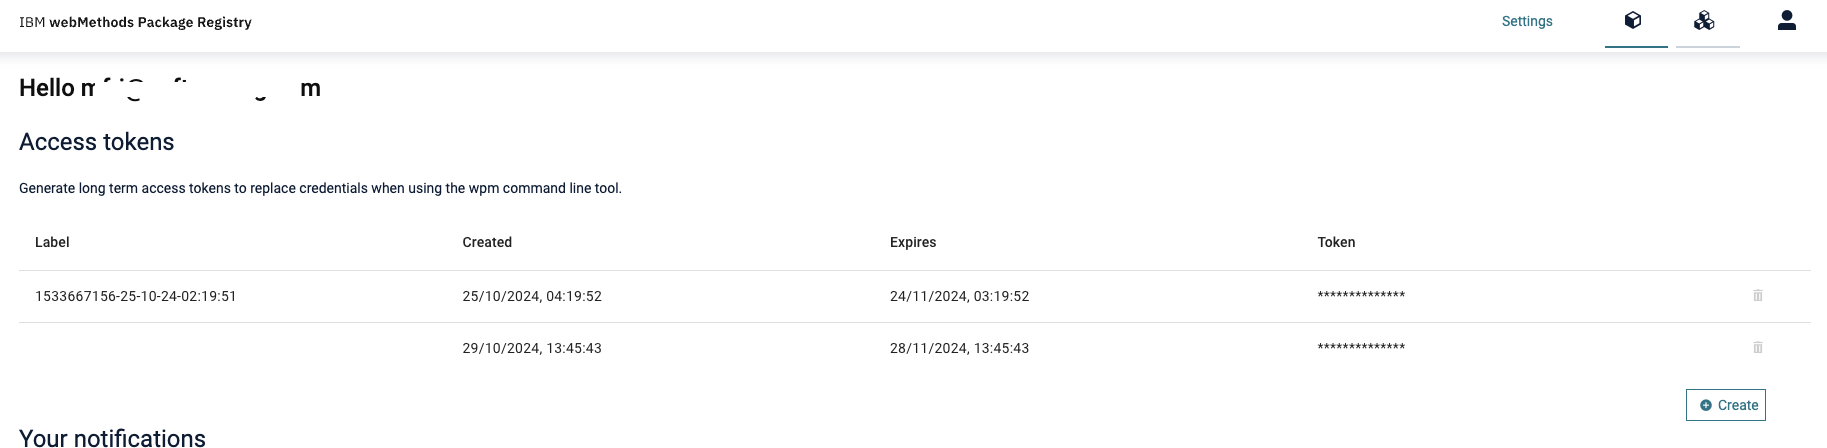 IBM webMethods Package Registry
Settings
Hello
Access tokens
Generate long term access tokens to replace credentials when using the wpm command line tool.
Label Created Expires Token
1533667156-25-10-24-02:19:51 25/10/2024, 04:19:52 24/11/2024, 03:19:52 **************
29/10/2024, 13:45:43 28/11/2024, 13:45:43 **************
Create
Your notifications